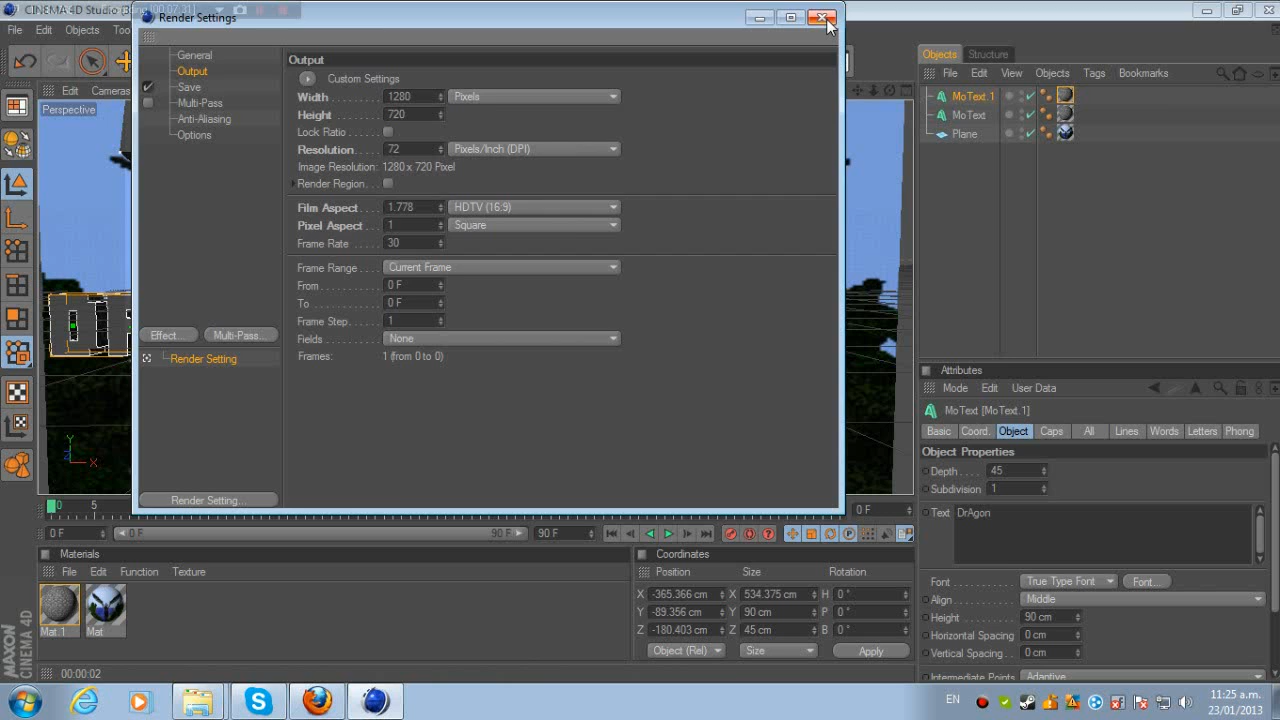 CINEMA 4D Studio
[00:07:31]
File Edit Objects
Render Settings
General
Output
Save
Multi-Pass
Anti-Aliasing
Options
Effect...
Multi-Pass...
Render Setting
Render Setting...
Output
Custom Settings
Width 1280 Pixels
Height 720
Lock Ratio
Resolution 72 Pixels/Inch (DPI)
Image Resolution: 1280 x 720 Pixel
Render Region
Film Aspect 1.778 HDTV (16:9)
Pixel Aspect 1 Square
Frame Rate 30
Frame Range Current Frame
From 0 F
To 0 F
Frame Step 1
Fields None
Frames: 1 (from 0 to 0)
Edit Cameras
Perspective
Y
Z X
0 5
0 F
0 F 0 F 90 F 90 F
Objects Structure
File Edit View Objects Tags Bookmarks
MoText.1
MoText
Plane
Attributes
Mode Edit User Data
MoText [MoText.1]
Basic Coord. Object Caps All Lines Words Letters Phong
Object Properties
Depth 45
Subdivision 1
Text DrAgon
Font True Type Font Font...
Align Middle
Height 90 cm
Horizontal Spacing 0 cm
Vertical Spacing 0 cm
Intermediate Points Adaptive
Materials
File Edit Function Texture
Mat.1 Mat
Coordinates
Position Size Rotation
X -365.366 cm X 534.375 cm H 0 °
Y -89.356 cm Y 90 cm P 0 °
Z -180.403 cm Z 45 cm B 0 °
Object (Rel) Size Apply
MAXON
CINEMA 4D
00:00:02
EN
11:25 a.m.
23/01/2013